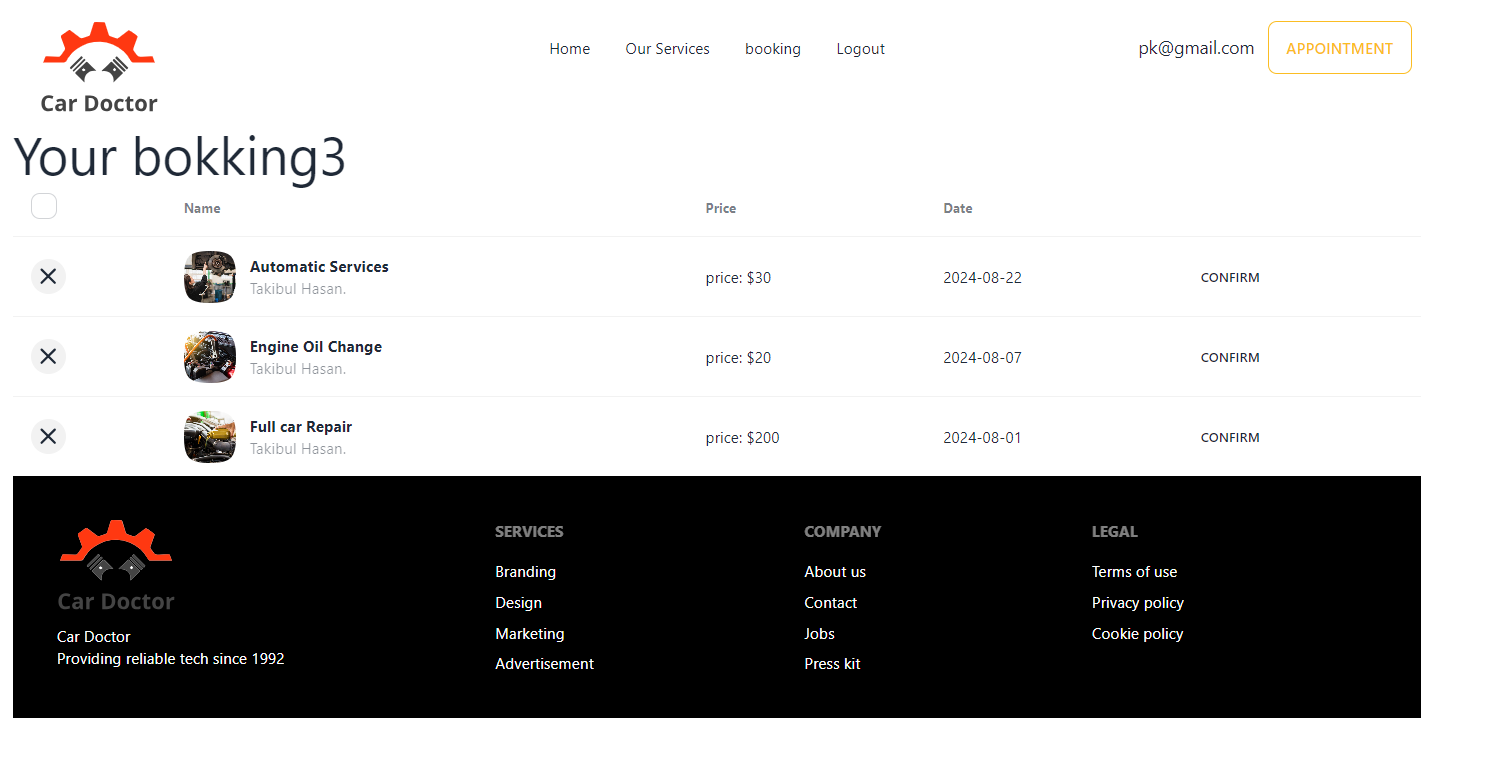 Home Our Services booking Logout pk@gmail.com APPOINTMENT
Car Doctor
Your bokking3
Name Price Date
Automatic Services
Takibul Hasan.
price: $30 2024-08-22 CONFIRM
Engine Oil Change
Takibul Hasan.
price: $20 2024-08-07 CONFIRM
Full car Repair
Takibul Hasan.
price: $200 2024-08-01 CONFIRM
Car Doctor
Car Doctor
Providing reliable tech since 1992
SERVICES
Branding
Design
Marketing
Advertisement
COMPANY
About us
Contact
Jobs
Press kit
LEGAL
Terms of use
Privacy policy
Cookie policy